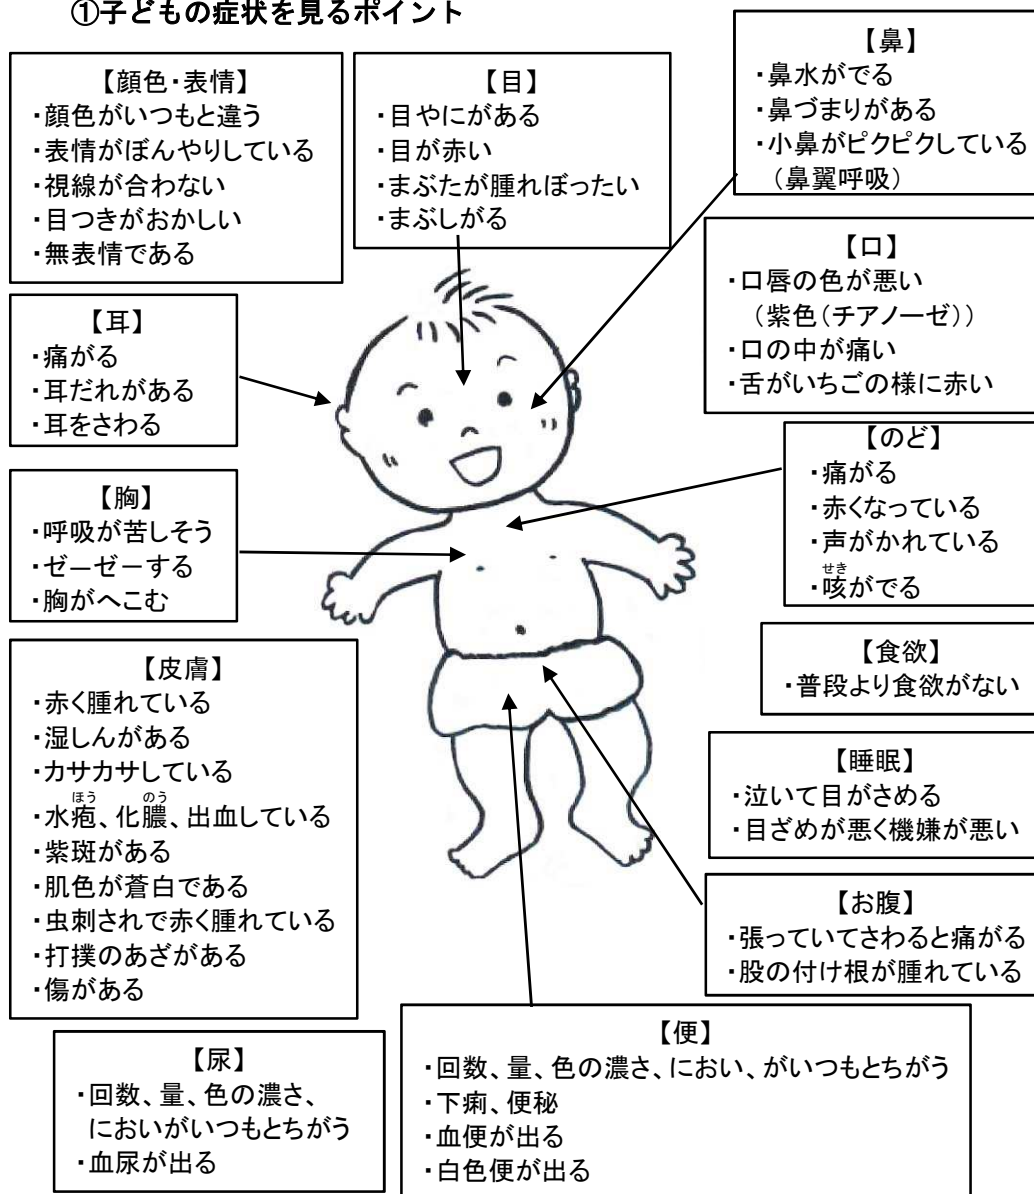 ①子どもの症状を見るポイント
【顔色・表情】
・顔色がいつもと違う
・表情がぼんやりしている
・視線が合わない
・目つきがおかしい
・無表情である
【目】
・目やにがある
・目が赤い
・まぶたが腫れぼったい
・まぶしがる
【鼻】
・鼻水がでる
・鼻づまりがある
・小鼻がピクピクしている
（鼻翼呼吸）
【口】
・口唇の色が悪い
（紫色（チアノーゼ））
・口の中が痛い
・舌がいちごの様に赤い
【耳】
・痛がる
・耳だれがある
・耳をさわる
【のど】
・痛がる
・赤くなっている
・声がかれている
せき
・咳がでる
【胸】
・呼吸が苦しそう
・ゼーゼーする
・胸がへこむ
【食欲】
・普段より食欲がない
【皮膚】
・赤く腫れている
・湿しんがある
・カサカサしている
ほう のう
・水疱、化膿、出血している
・紫斑がある
・肌色が蒼白である
・虫刺されで赤く腫れている
・打撲のあざがある
・傷がある
【睡眠】
・泣いて目がさめる
・目ざめが悪く機嫌が悪い
【お腹】
・張っていてさわると痛がる
・股の付け根が腫れている
【尿】
・回数、量、色の濃さ、
においがいつもとちがう
・血尿が出る
【便】
・回数、量、色の濃さ、におい、がいつもとちがう
・下痢、便秘
・血便が出る
・白色便が出る